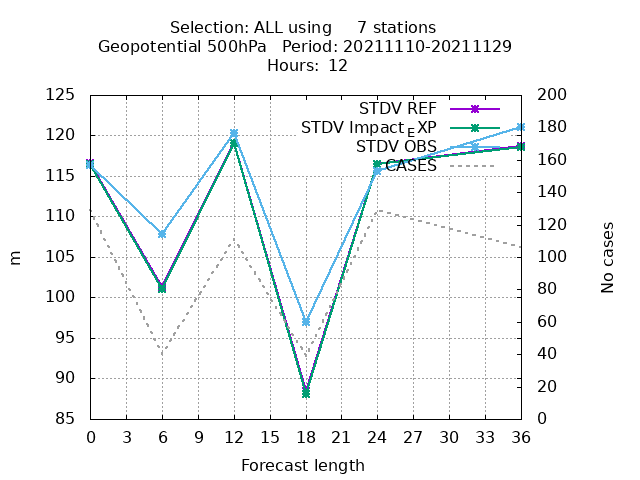 Selection: ALL using     7 stations
Geopotential 500hPa   Period: 20211110-20211129
Hours:  12
125
120
115
110
105
100
95
90
85
200
180
160
140
120
100
80
60
40
20
0
STDV REF
STDV Impact_EXP
STDV OBS
CASES
m
No cases
0 3 6 9 12 15 18 21 24 27 30 33 36
Forecast length